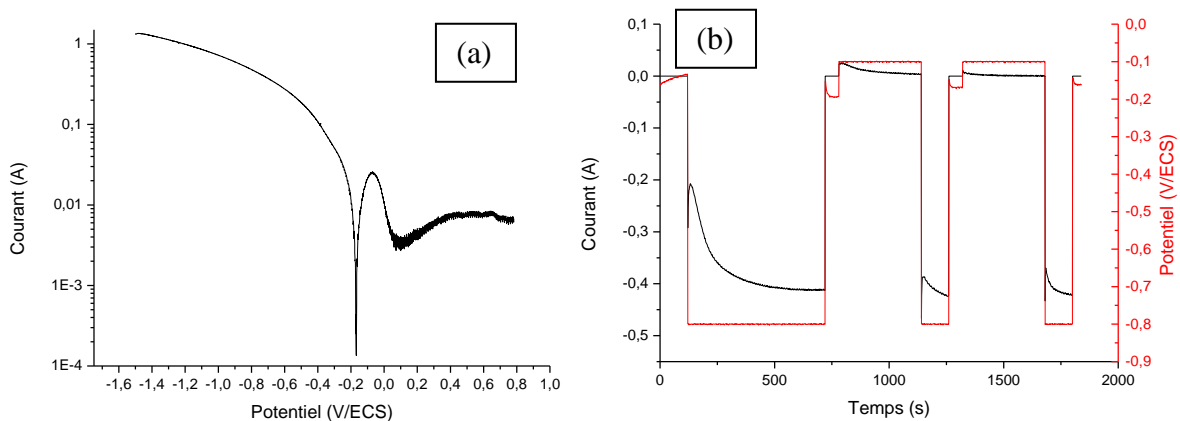 (a)
1
0,1
0,01
1E-3
1E-4
Courant (A)
-1,6 -1,4 -1,2 -1,0 -0,8 -0,6 -0,4 -0,2 0,0 0,2 0,4 0,6 0,8 1,0
Potentiel (V/ECS)
(b)
0,1
0,0
-0,1
-0,2
-0,3
-0,4
-0,5
Courant (A)
0 500 1000 1500 2000
Temps (s)
0,0
-0,1
-0,2
-0,3
-0,4
-0,5
-0,6
-0,7
-0,8
-0,9
Potentiel (V/ECS)